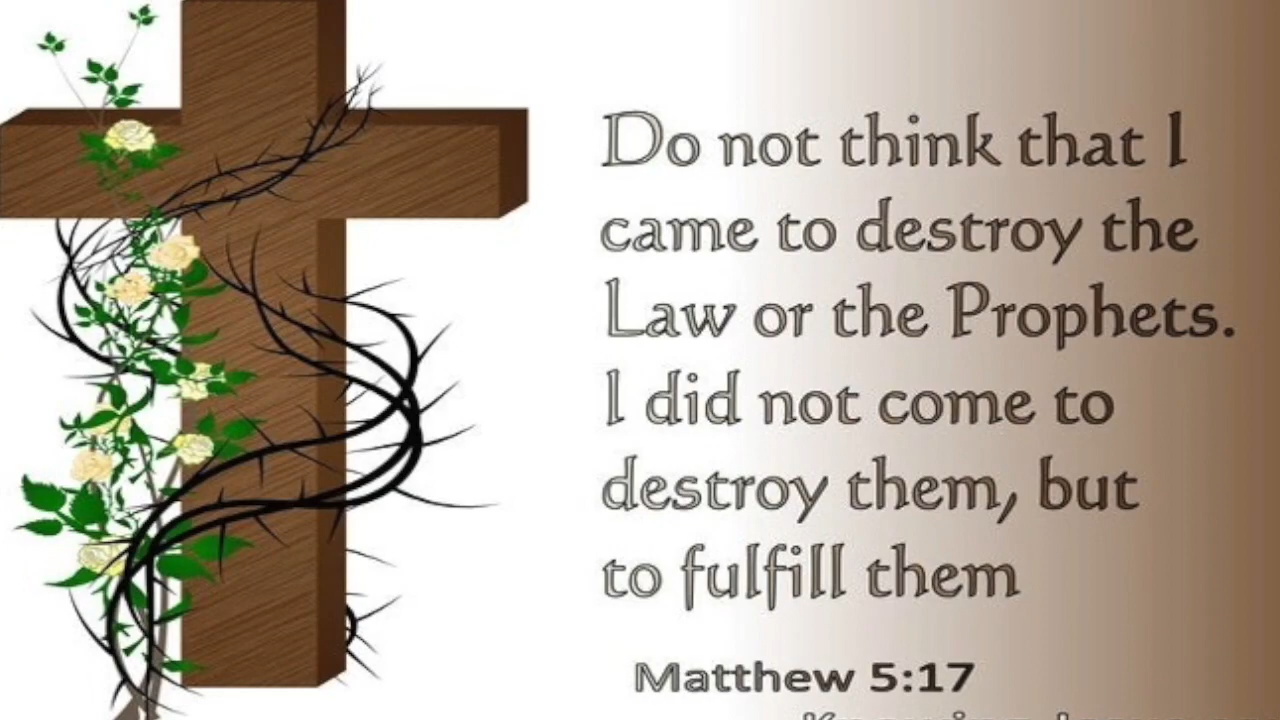 Do not think that I
came to destroy the
Law or the Prophets.
I did not come to
destroy them, but
to fulfill them
Matthew 5:17